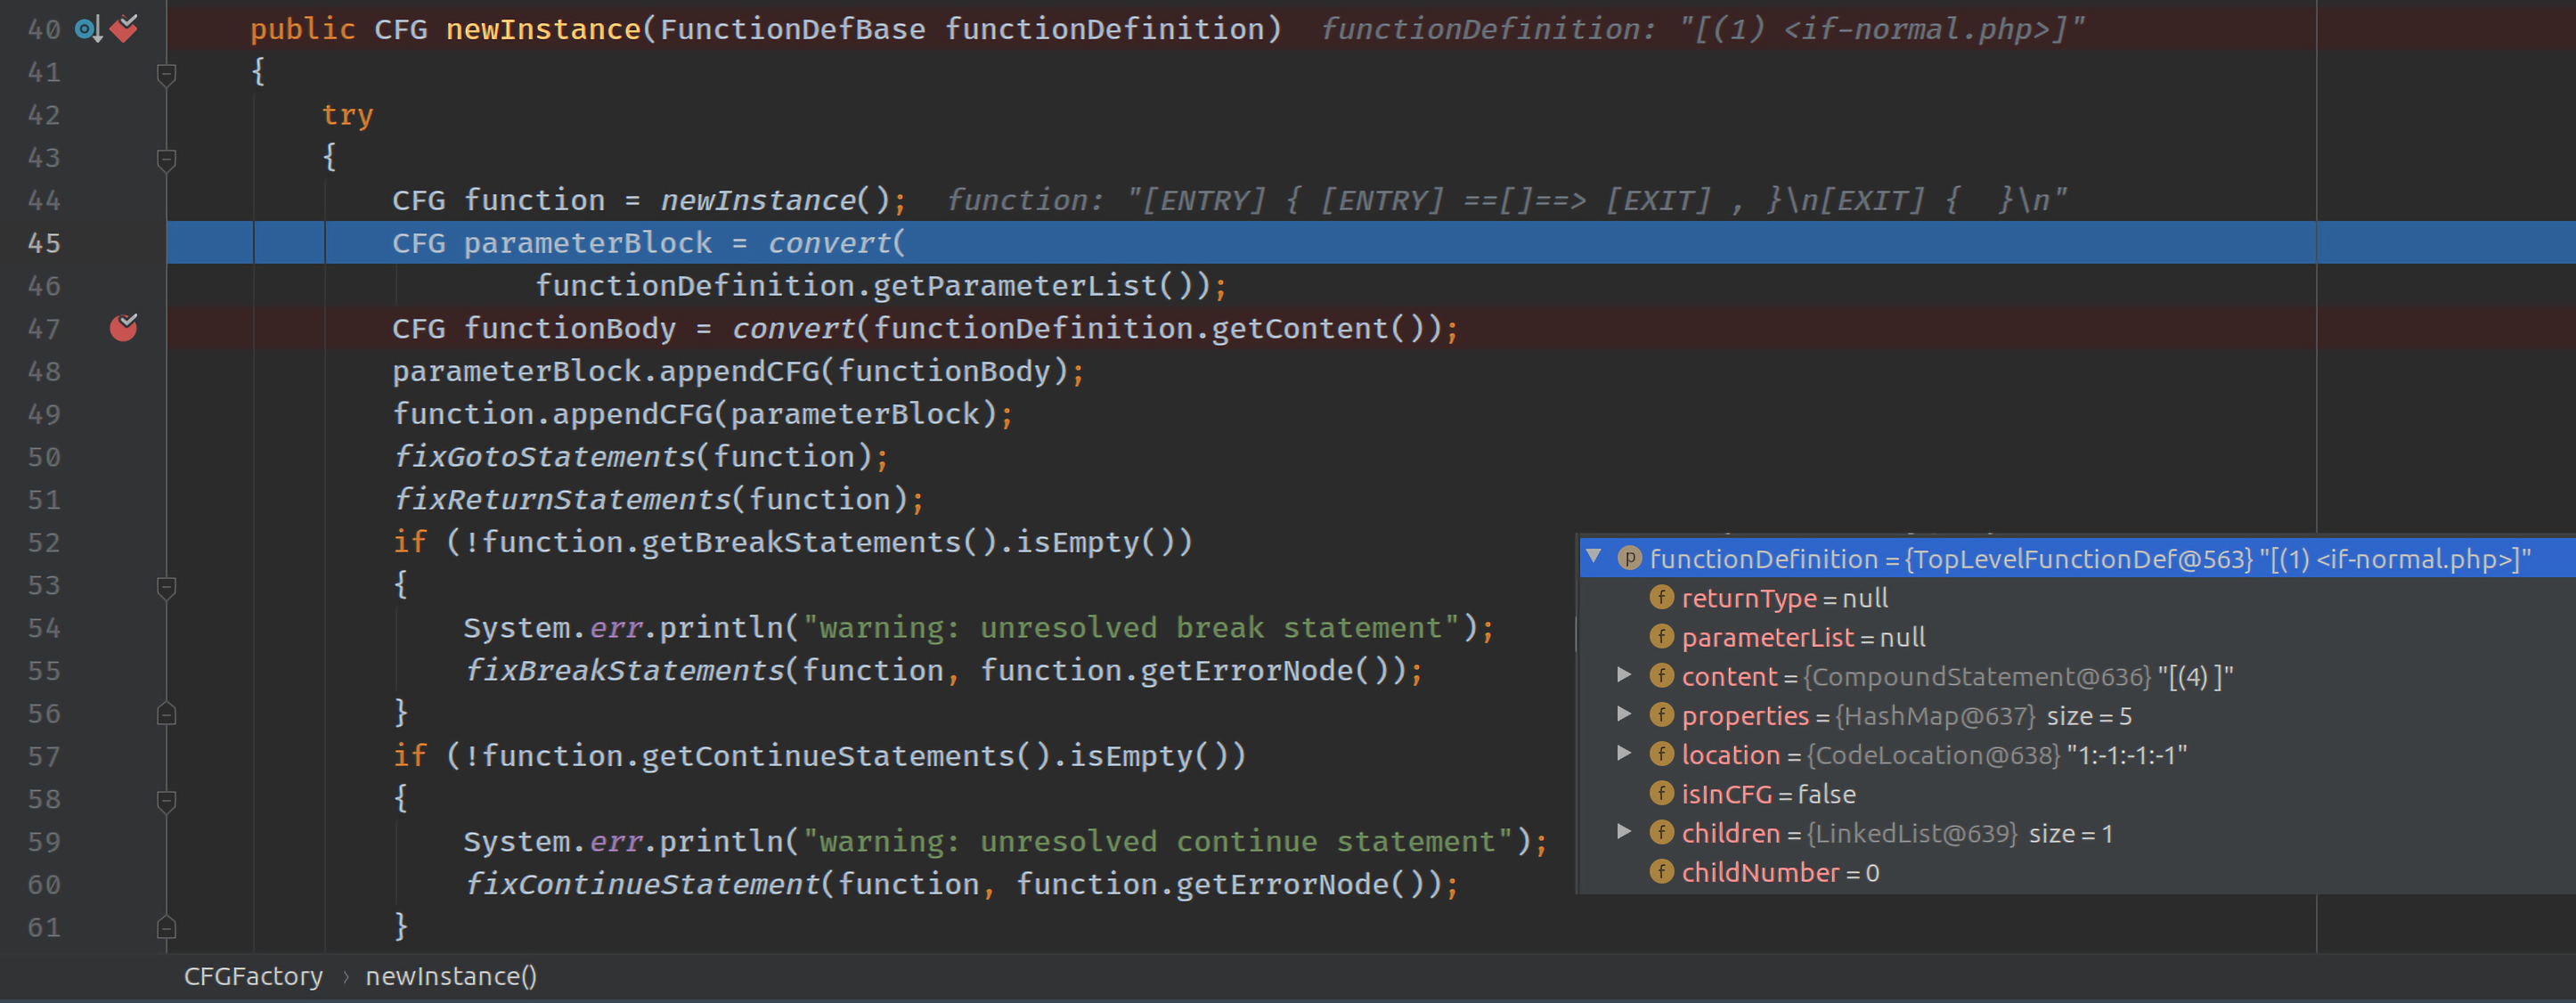 40 public CFG newInstance(FunctionDefBase functionDefinition) functionDefinition: "[(1) <if-normal.php>]"
41 {
42 try
43 {
44 CFG function = newInstance(); function: "[ENTRY] { [ENTRY] ==[]==> [EXIT] , }\n[EXIT] {  }\n"
45 CFG parameterBlock = convert(
46 functionDefinition.getParameterList());
47 CFG functionBody = convert(functionDefinition.getContent());
48 parameterBlock.appendCFG(functionBody);
49 function.appendCFG(parameterBlock);
50 fixGotoStatements(function);
51 fixReturnStatements(function);
52 if (!function.getBreakStatements().isEmpty())
53 {
54 System.err.println("warning: unresolved break statement");
55 fixBreakStatements(function, function.getErrorNode());
56 }
57 if (!function.getContinueStatements().isEmpty())
58 {
59 System.err.println("warning: unresolved continue statement");
60 fixContinueStatement(function, function.getErrorNode());
61 }
p functionDefinition = {TopLevelFunctionDef@563} "[(1) <if-normal.php>]"
f returnType = null
f parameterList = null
f content = {CompoundStatement@636} "[(4) ]"
f properties = {HashMap@637} size = 5
f location = {CodeLocation@638} "1:-1:-1:-1"
f isInCFG = false
f children = {LinkedList@639} size = 1
f childNumber = 0
CFGFactory › newInstance()